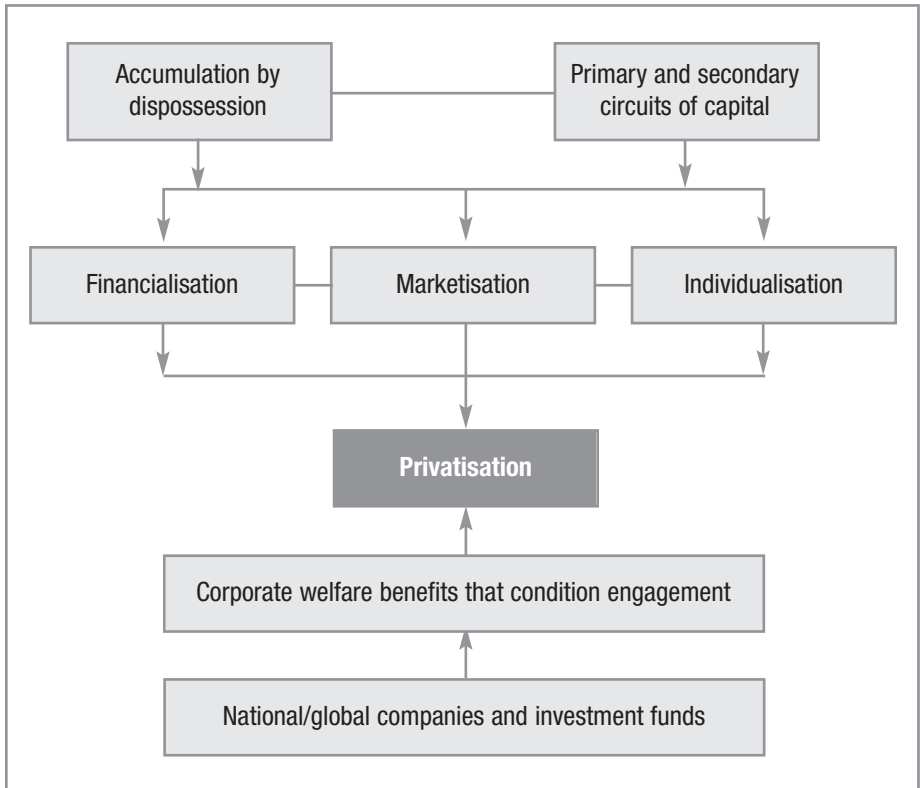 Accumulation by
dispossession
Primary and secondary
circuits of capital
Financialisation
Marketisation
Individualisation
Privatisation
Corporate welfare benefits that condition engagement
National/global companies and investment funds